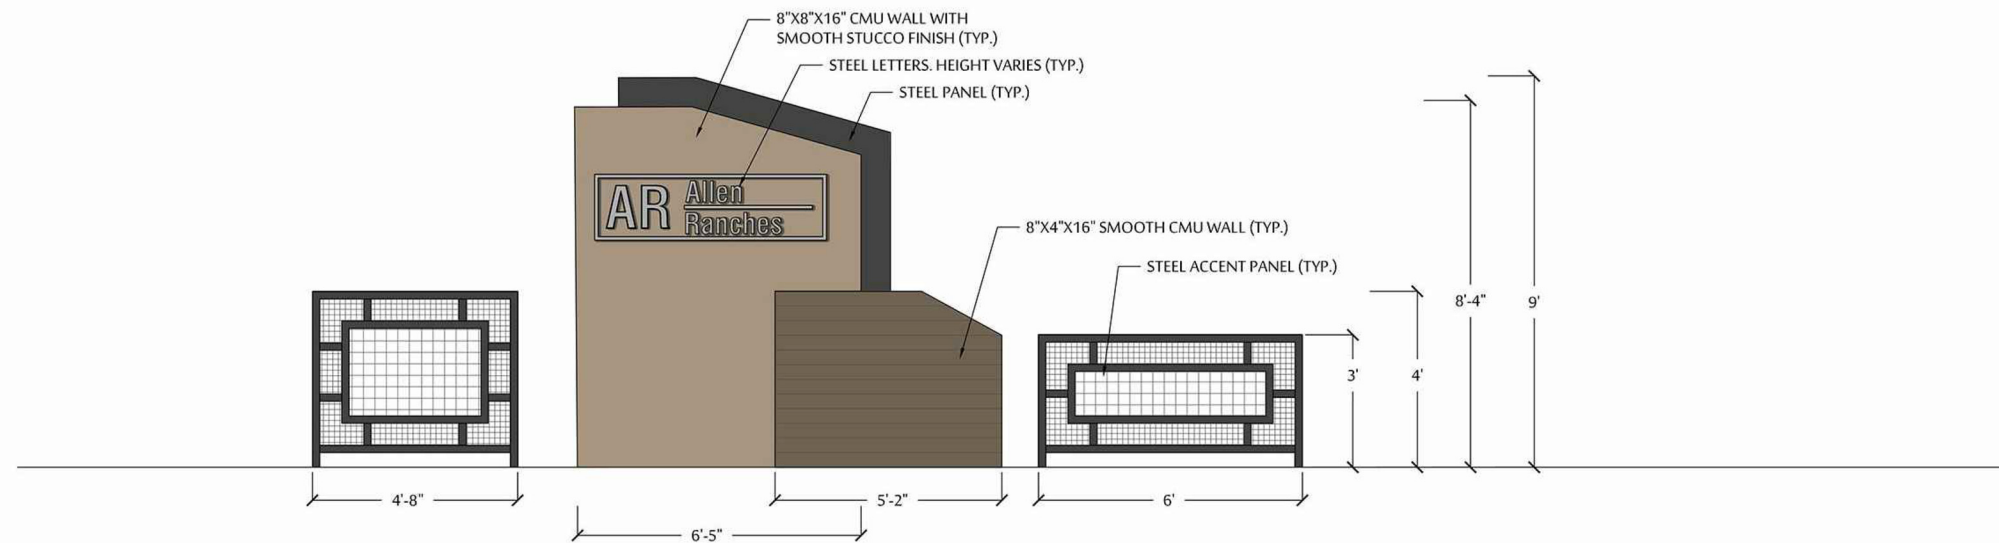 8"X8"X16" CMU WALL WITH
SMOOTH STUCCO FINISH (TYP.)
STEEL LETTERS. HEIGHT VARIES (TYP.)
STEEL PANEL (TYP.)
AR Allen
Ranches
8"X4"X16" SMOOTH CMU WALL (TYP.)
STEEL ACCENT PANEL (TYP.)
8'-4"
9'
3'
4'
4'-8"
5'-2"
6'
6'-5"